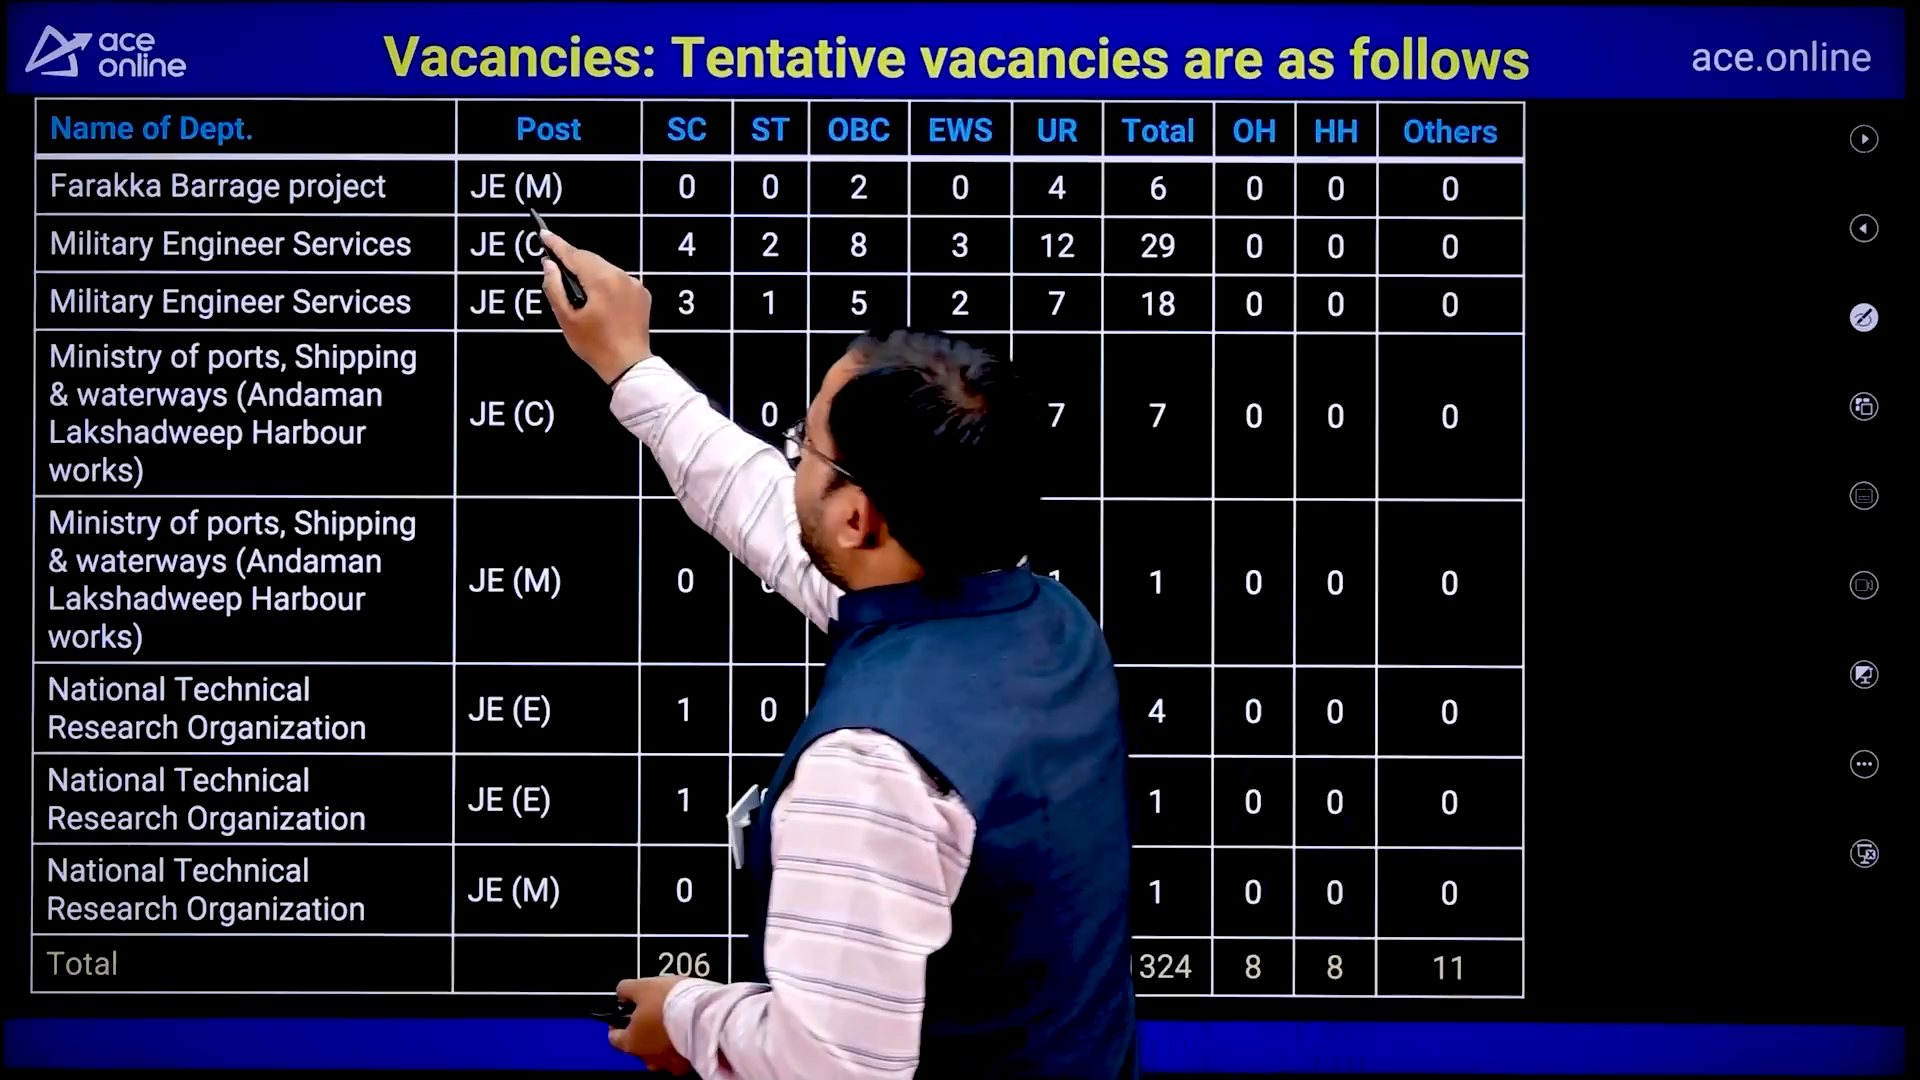 ace
online
Vacancies: Tentative vacancies are as follows
ace.online
Name of Dept. Post SC ST OBC EWS UR Total OH HH Others
Farakka Barrage project JE (M) 0 0 2 0 4 6 0 0 0
Military Engineer Services JE (C 4 2 8 3 12 29 0 0 0
Military Engineer Services JE (E 3 1 5 2 7 18 0 0 0
Ministry of ports, Shipping
& waterways (Andaman
Lakshadweep Harbour
works)
JE (C) 0 7 7 0 0 0
Ministry of ports, Shipping
& waterways (Andaman
Lakshadweep Harbour
works)
JE (M) 0 1 0 0 0
National Technical
Research Organization
JE (E) 1 0 4 0 0 0
National Technical
Research Organization
JE (E) 1 1 0 0 0
National Technical
Research Organization
JE (M) 0 1 0 0 0
Total 206 324 8 8 11